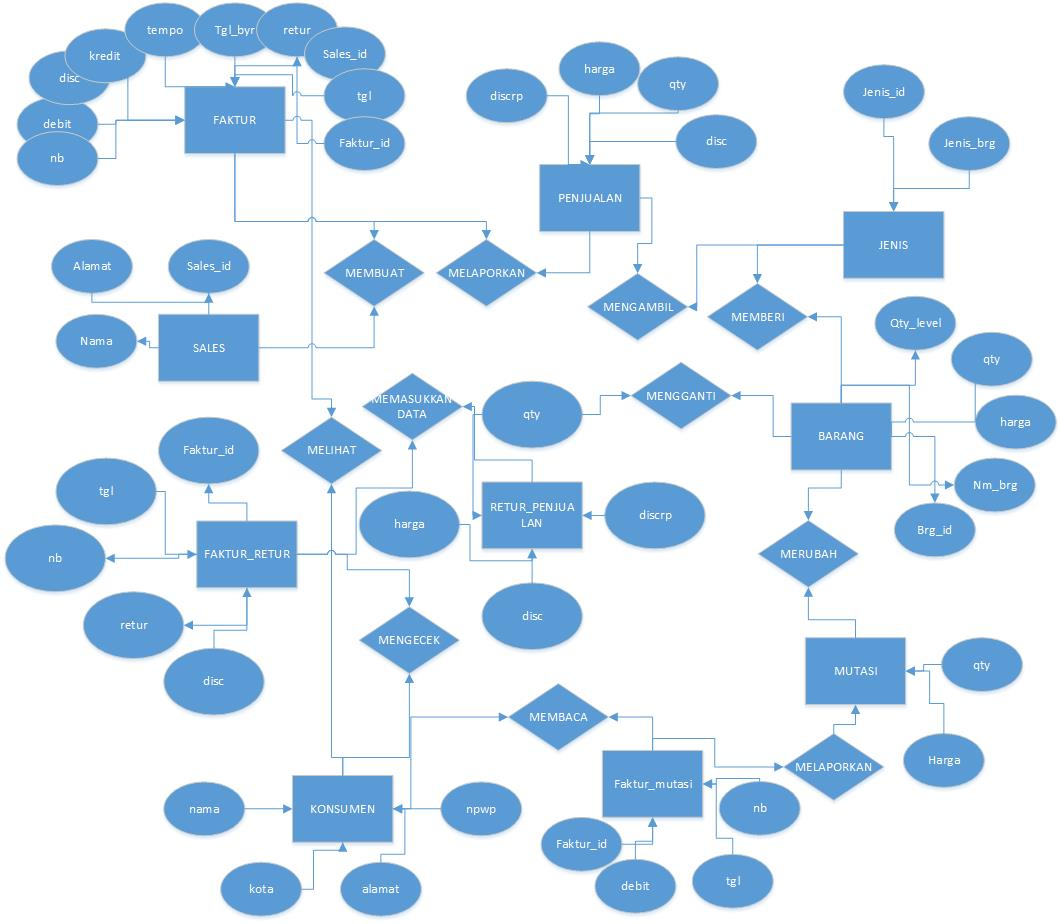 tempo
Tgl_byr
retur
kredit
Sales_id
disc
tgl
debit
FAKTUR
Faktur_id
nb
harga
discrp
qty
disc
PENJUALAN
Jenis_id
Jenis_brg
JENIS
Alamat
Sales_id
MEMBUAT
MELAPORKAN
MENGAMBIL
MEMBERI
Nama
SALES
Qty_level
qty
MEMASUKKAN
DATA
qty
MENGGANTI
harga
BARANG
Faktur_id
MELIHAT
tgl
Nm_brg
harga
RETUR_PENJUA
LAN
discrp
Brg_id
nb
FAKTUR_RETUR
MERUBAH
retur
disc
MENGECEK
disc
MUTASI
qty
MEMBACA
Harga
MELAPORKAN
Faktur_mutasi
nb
nama
KONSUMEN
npwp
Faktur_id
kota
alamat
debit
tgl